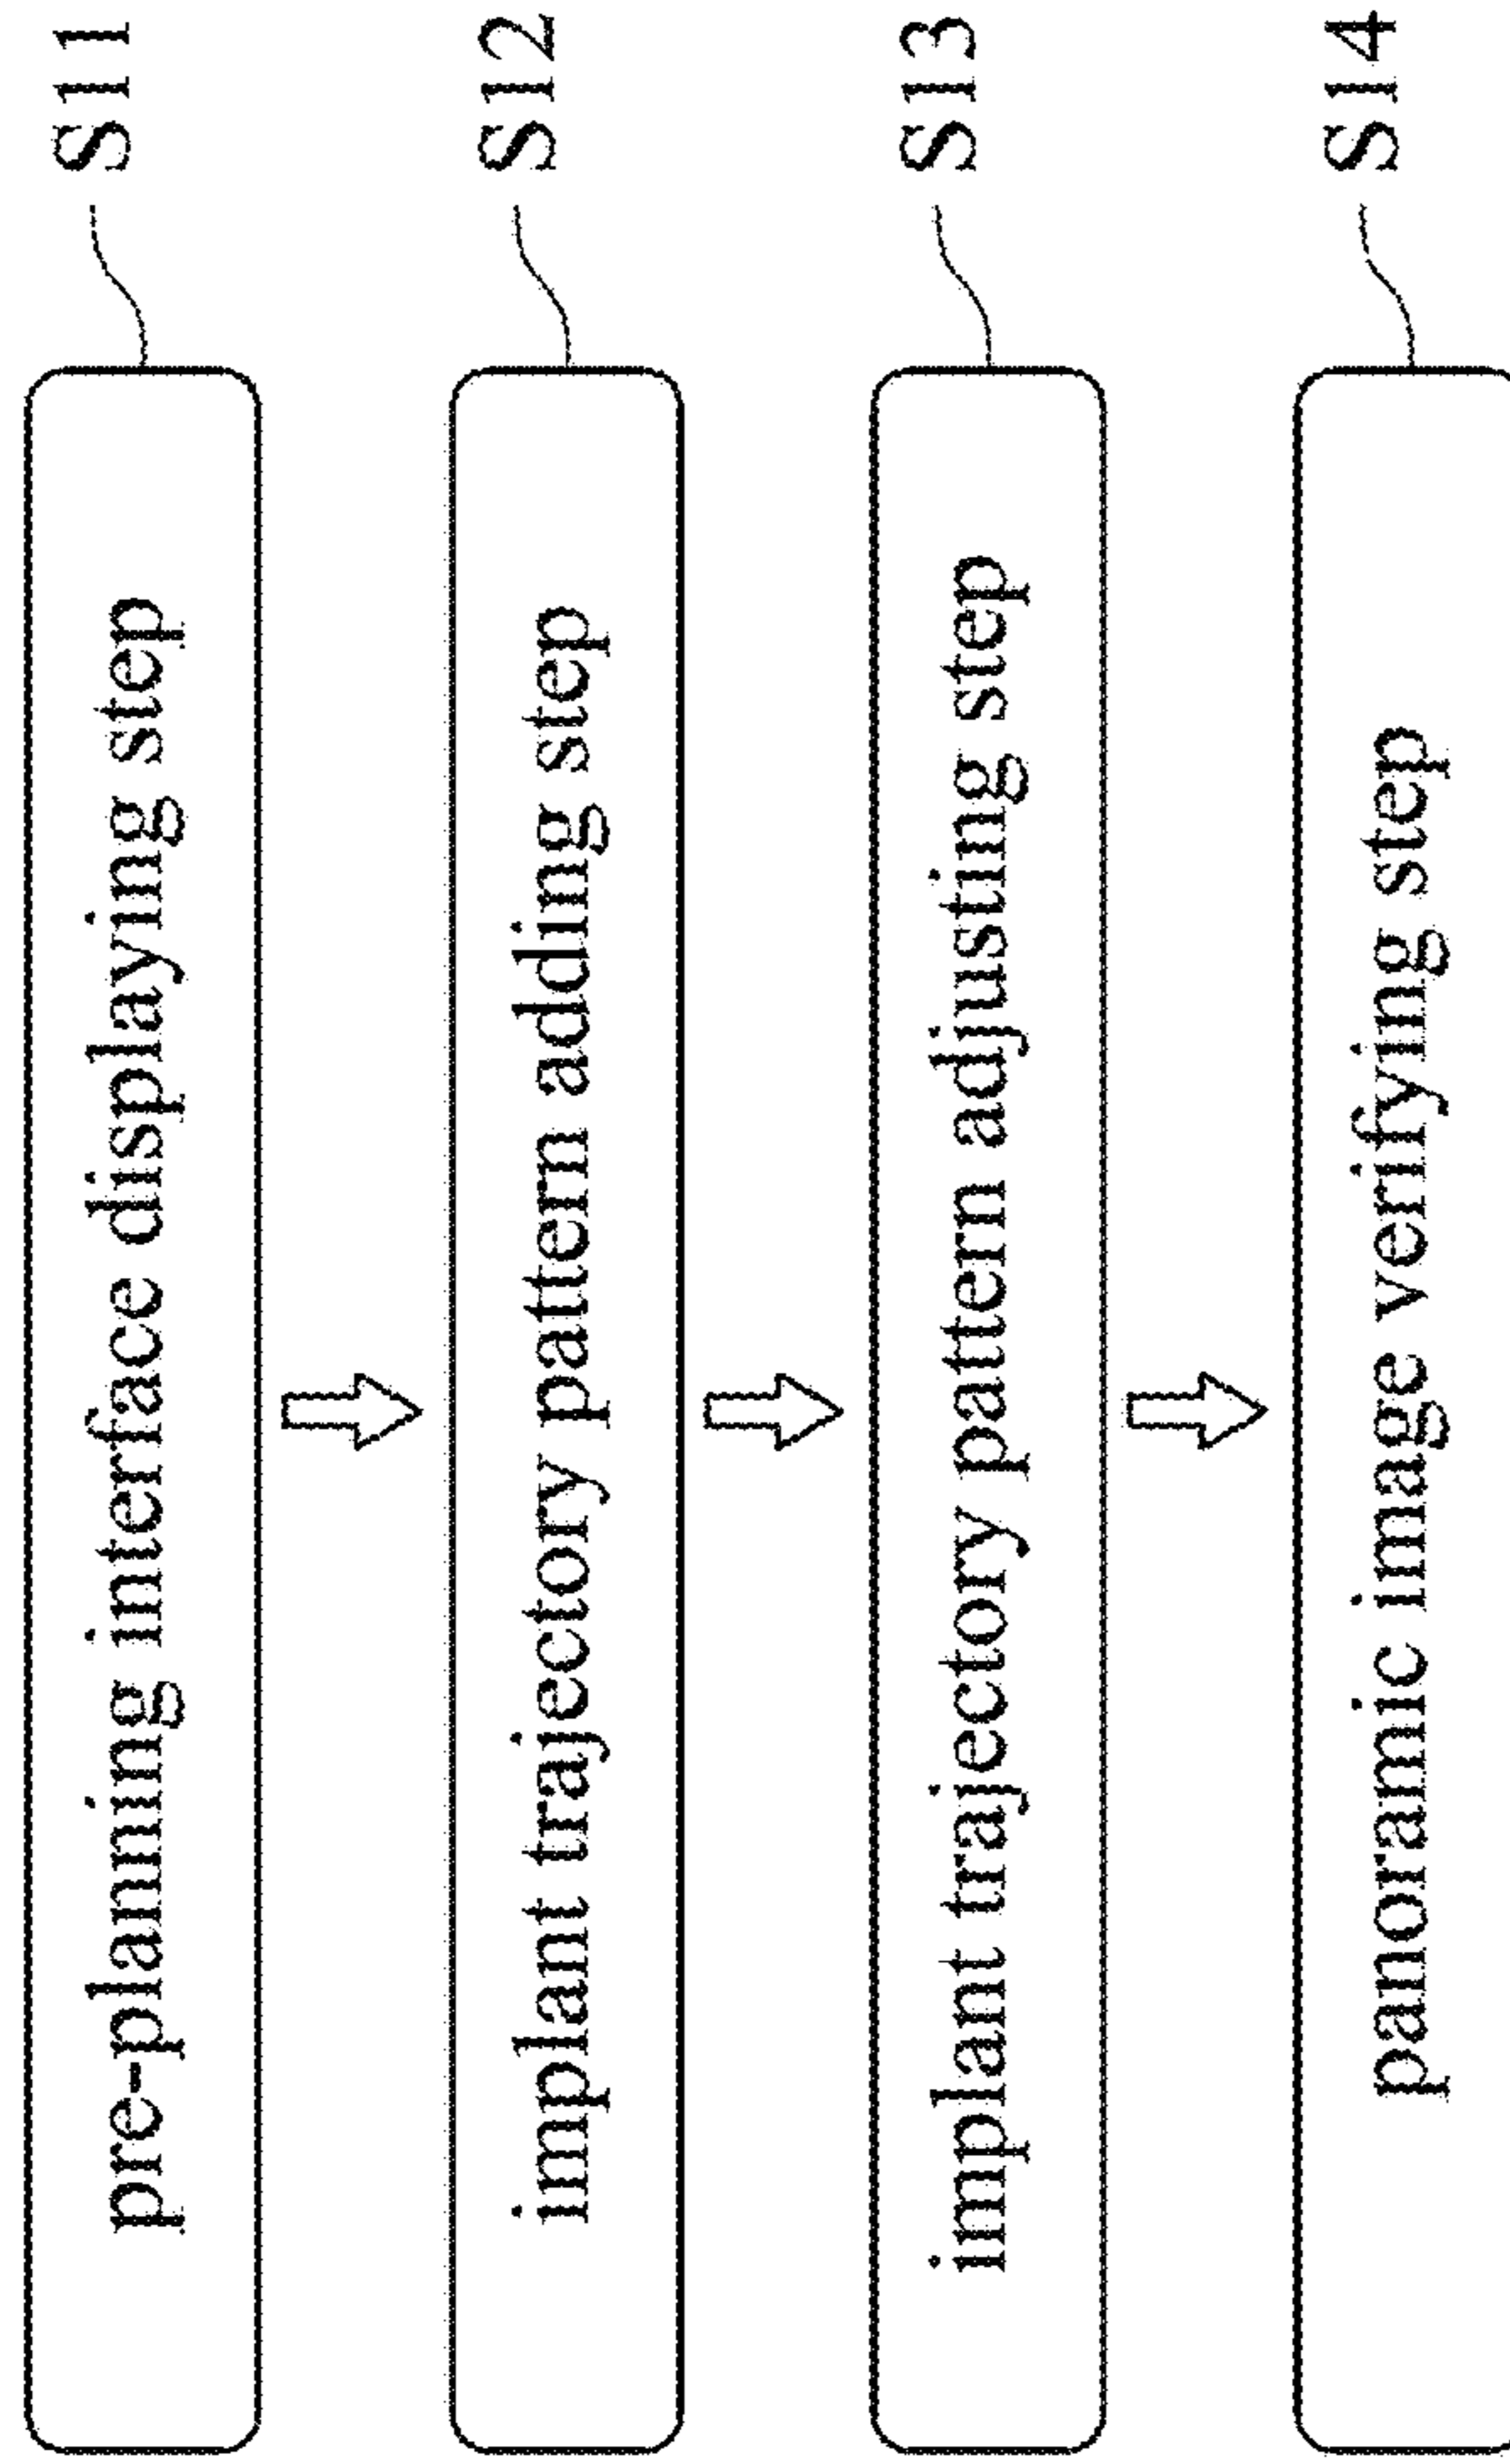 pre-planning interface displaying step
S11
implant trajectory pattern adding step
S12
implant trajectory pattern adjusting step
S13
panoramic image verifying step
S14